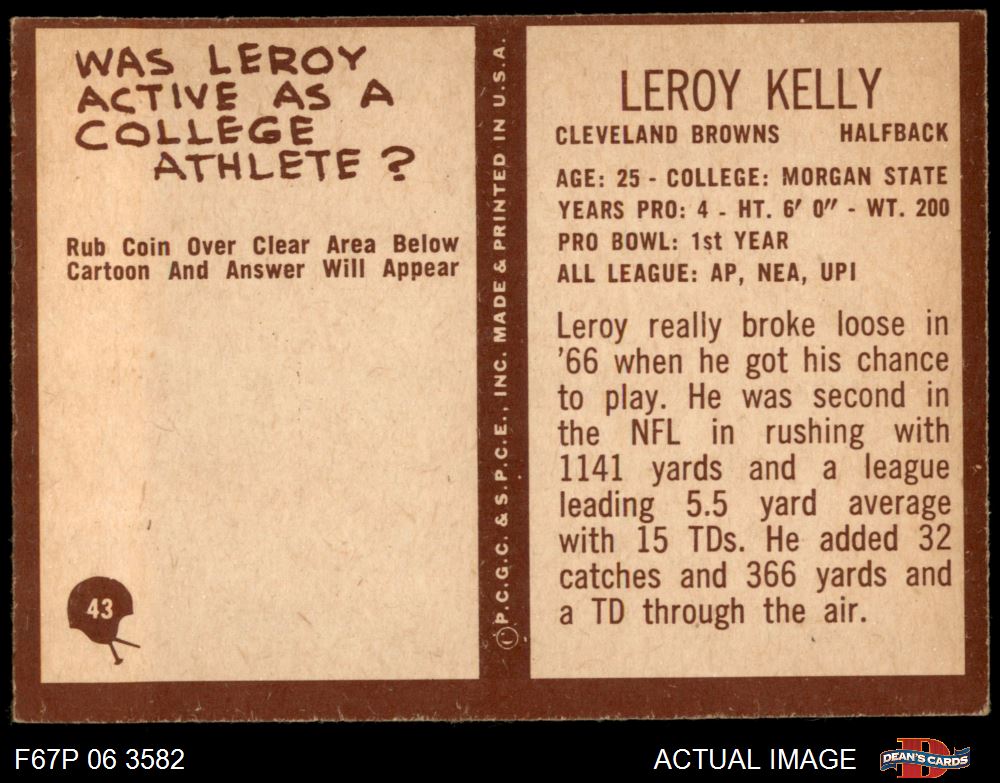 WAS LEROY
ACTIVE AS A
COLLEGE
ATHLETE?
Rub Coin Over Clear Area Below
Cartoon And Answer Will Appear
43
©P.C.G.C. & S.P.C.E., INC. MADE & PRINTED IN U.S.A.
LEROY KELLY
CLEVELAND BROWNS HALFBACK
AGE: 25 - COLLEGE: MORGAN STATE
YEARS PRO: 4 - HT. 6' 0" - WT. 200
PRO BOWL: 1st YEAR
ALL LEAGUE: AP, NEA, UPI
Leroy really broke loose in
'66 when he got his chance
to play. He was second in
the NFL in rushing with
1141 yards and a league
leading 5.5 yard average
with 15 TDs. He added 32
catches and 366 yards and
a TD through the air.
F67P 06 3582
ACTUAL IMAGE
DEAN'S CARDS